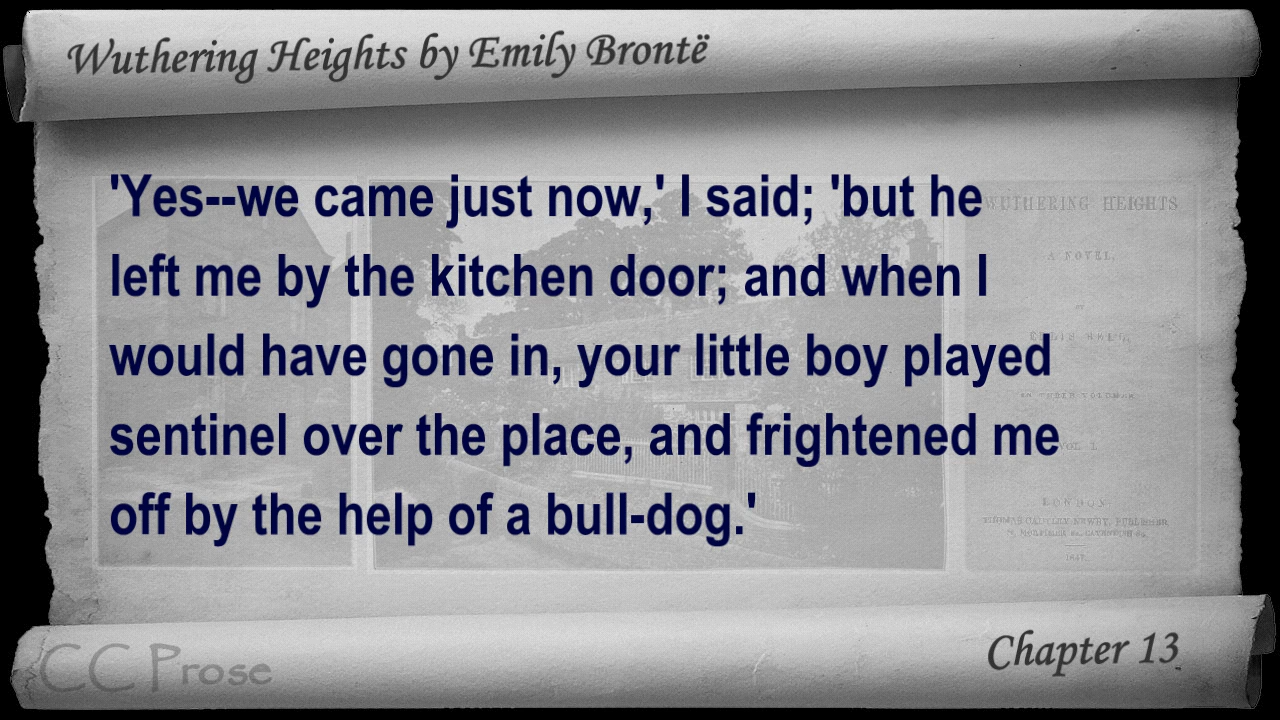 Wuthering Heights by Emily Brontë
'Yes--we came just now,' I said; 'but he
left me by the kitchen door; and when I
would have gone in, your little boy played
sentinel over the place, and frightened me
off by the help of a bull-dog.'
WUTHERING HEIGHTS
A NOVEL,
LONDON
1847.
CC Prose
Chapter 13